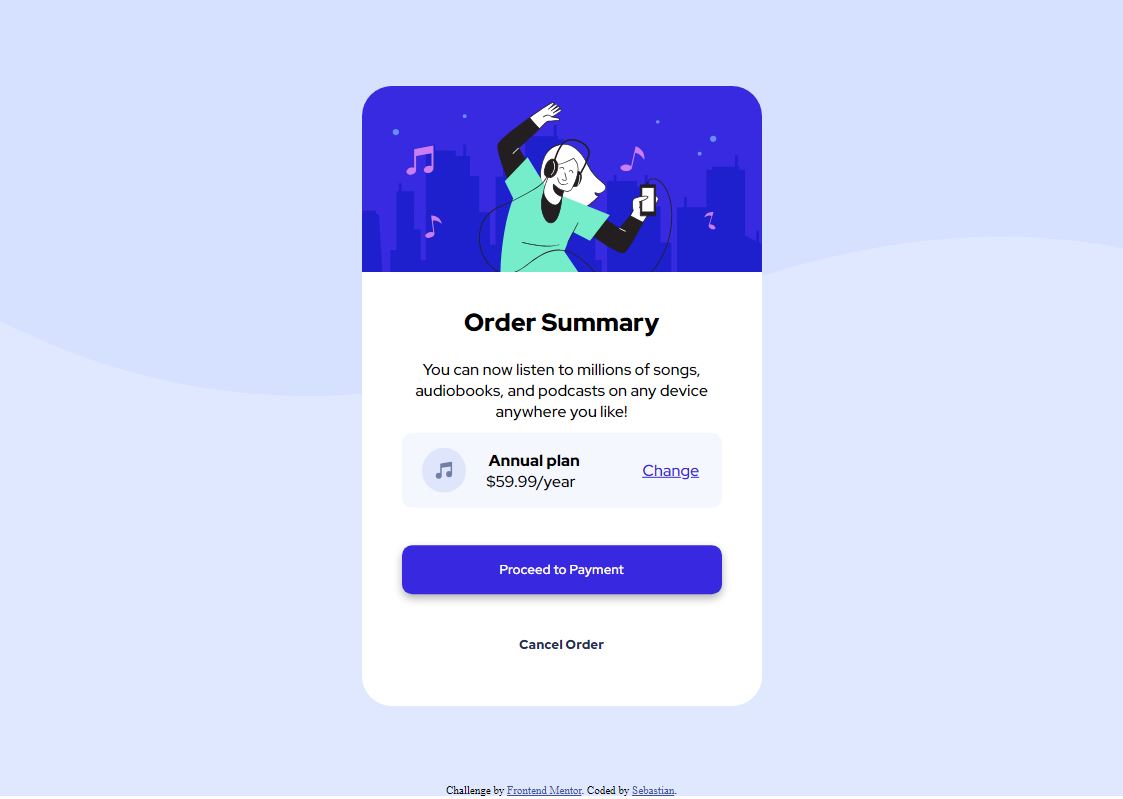 Order Summary
You can now listen to millions of songs,
audiobooks, and podcasts on any device
anywhere you like!
Annual plan
$59.99/year
Change
Proceed to Payment
Cancel Order
Challenge by Frontend Mentor. Coded by Sebastian.